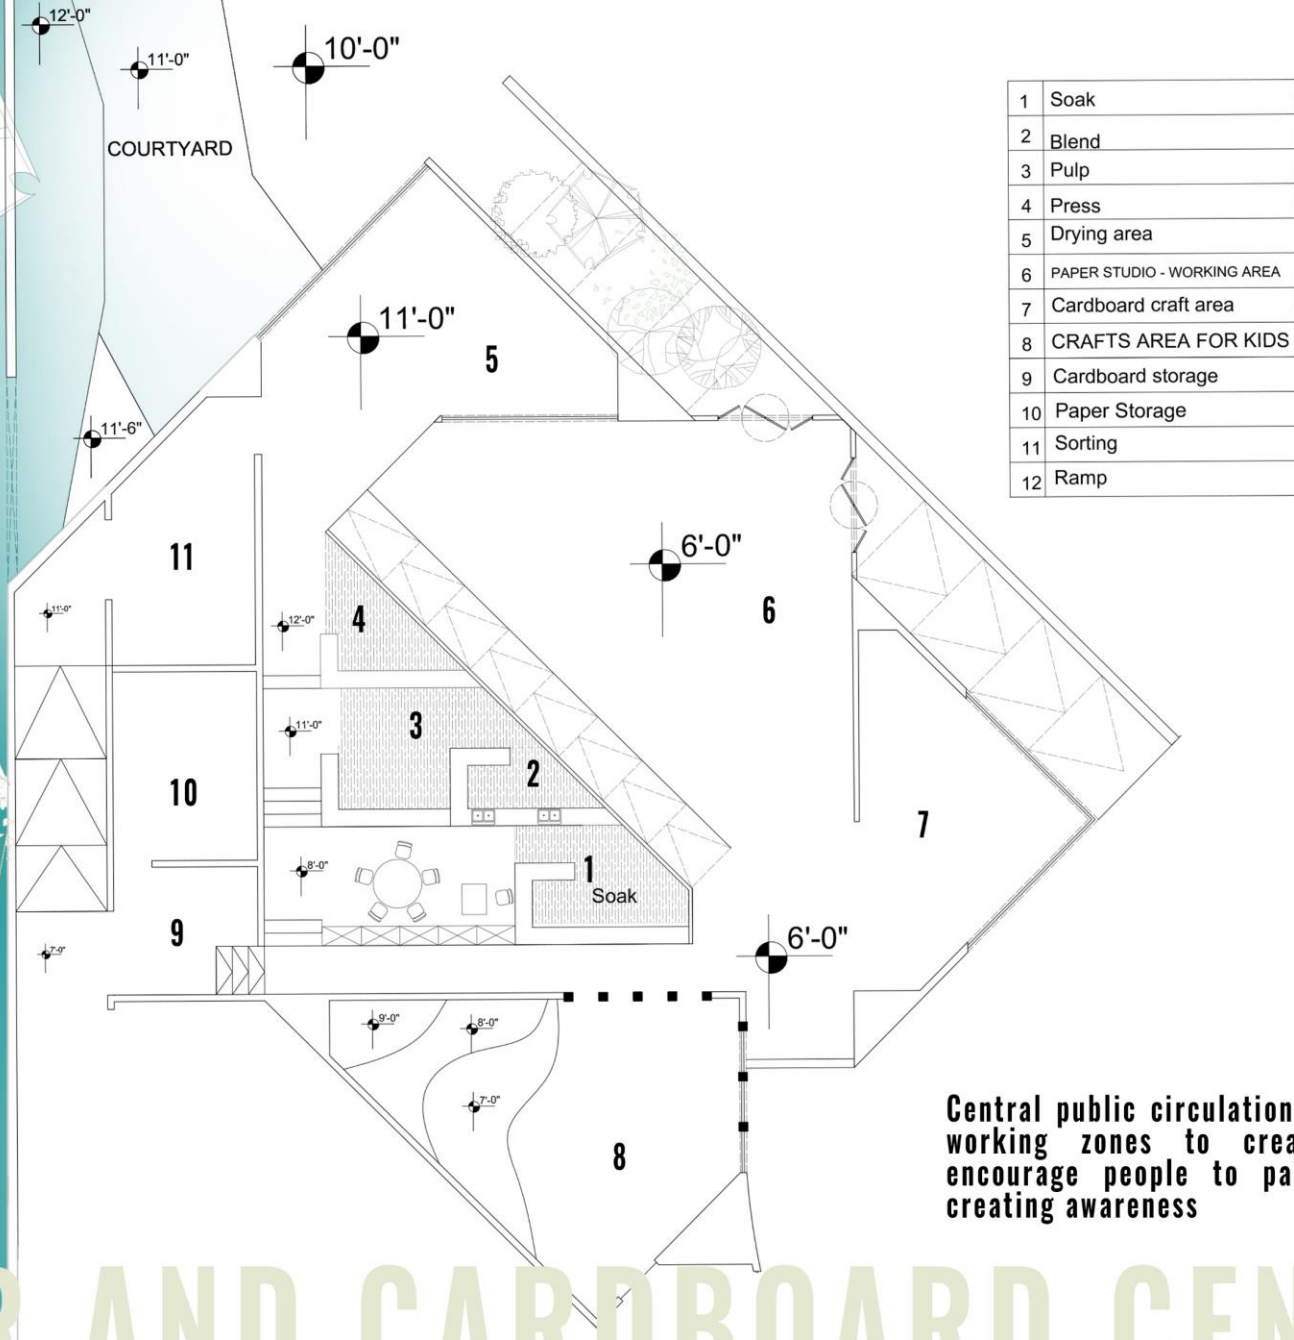 12'-0"
11'-0"
10'-0"
COURTYARD
1 Soak
2 Blend
3 Pulp
4 Press
5 Drying area
6 PAPER STUDIO - WORKING AREA
7 Cardboard craft area
8 CRAFTS AREA FOR KIDS
9 Cardboard storage
10 Paper Storage
11 Sorting
12 Ramp
11'-0"
5
11'-6"
11
6'-0"
6
11'-0"
12'-0"
4
11'-0"
3
2
10
7
8'-0"
1
Soak
9
7'-0"
6'-0"
9'-0"
8'-0"
7'-0"
8
Central public circulation
working zones to crea
encourage people to pa
creating awareness
R AND CARDBOARD CEN